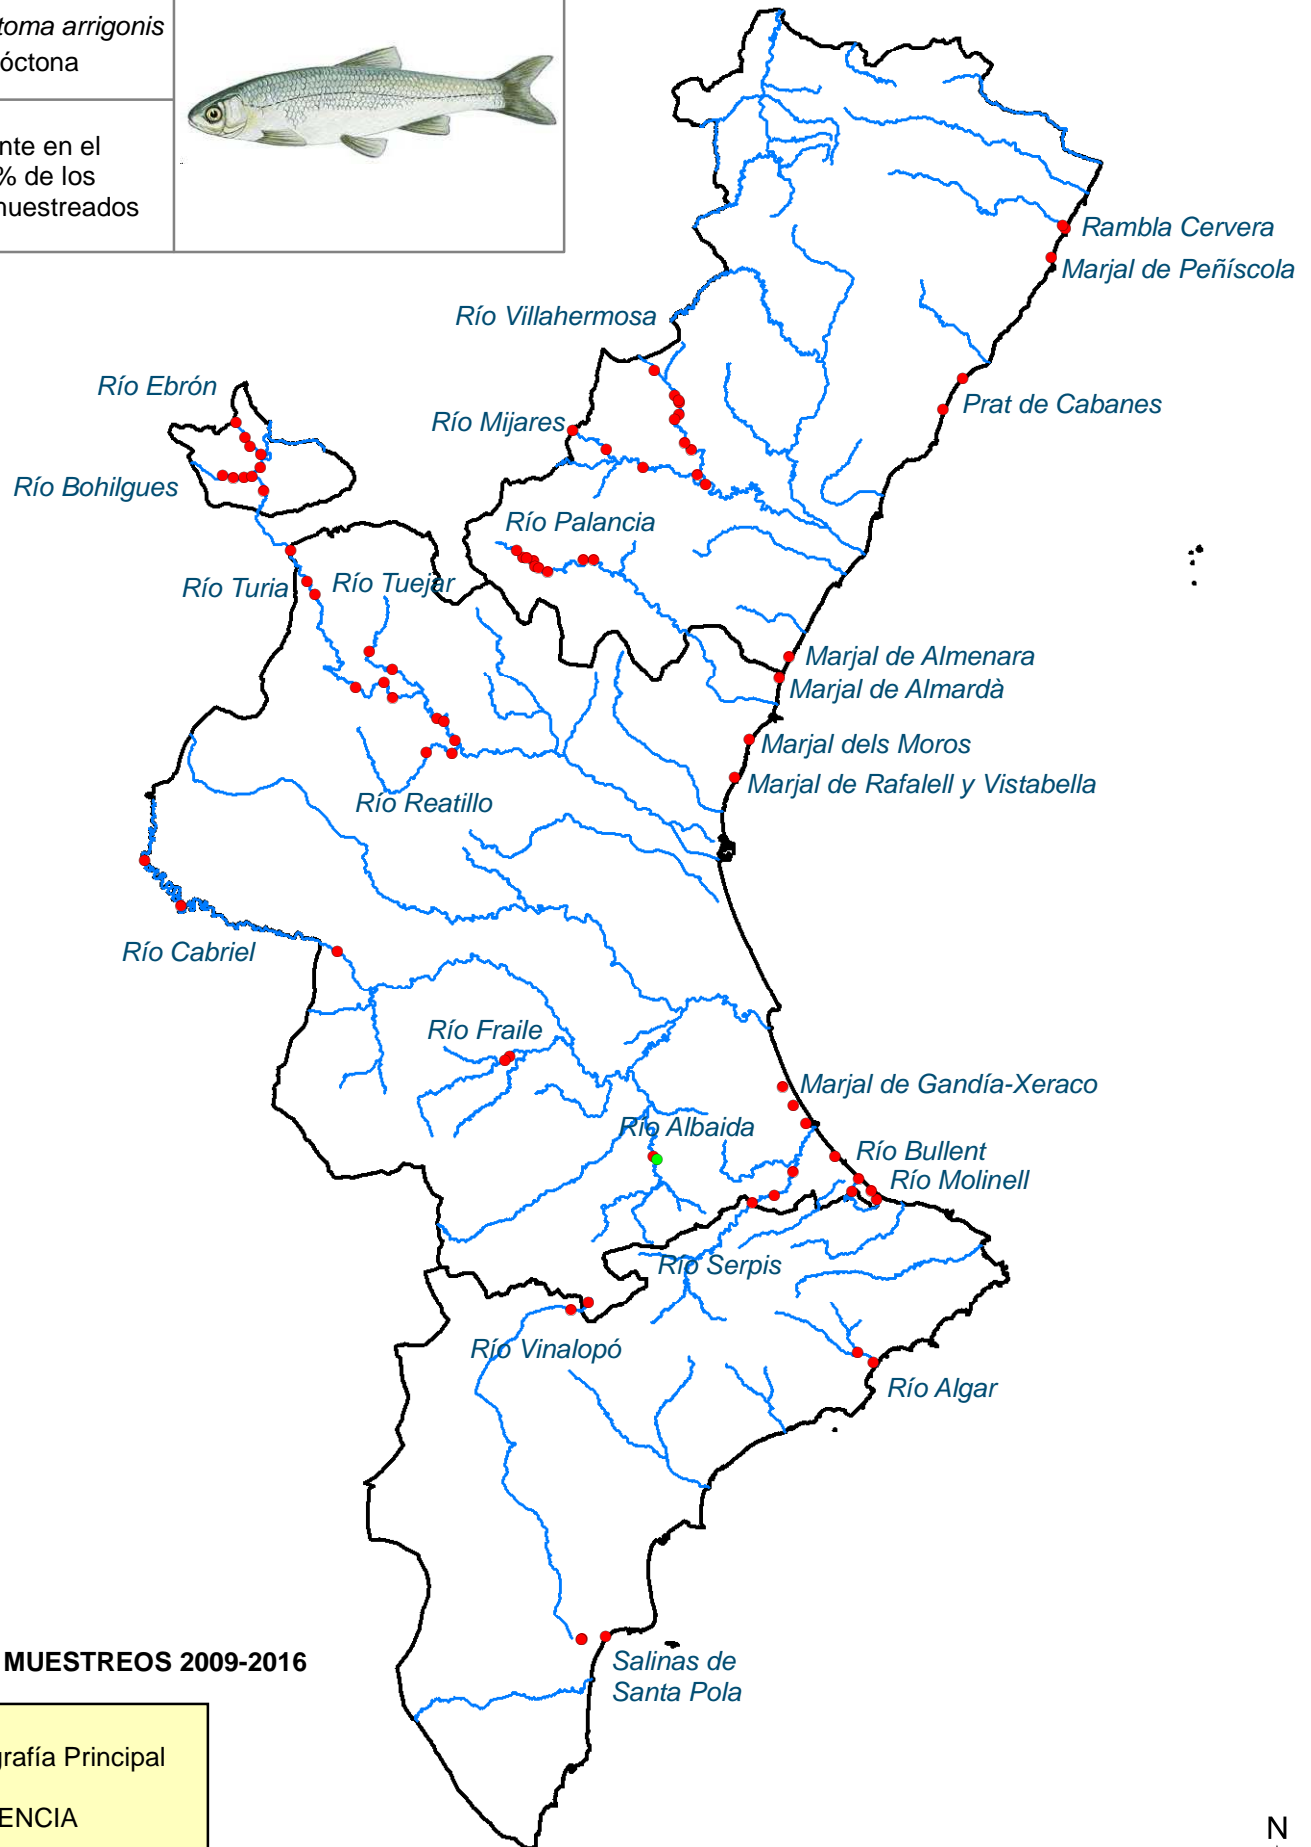 toma arrigonis
óctona
nte en el
% de los
nuestreados
Rambla Cervera
Marjal de Peñíscola
Río Villahermosa
Río Ebrón
Prat de Cabanes
Río Mijares
Río Bohilgues
Río Palancia
Río Turia
Río Tuejar
Marjal de Almenara
Marjal de Almardà
Marjal dels Moros
Marjal de Rafalell y Vistabella
Río Reatillo
Río Cabriel
Río Fraile
Marjal de Gandía-Xeraco
Río Albaida
Río Bullent
Río Molinell
Río Serpis
Río Vinalopó
Río Algar
Salinas de
Santa Pola
MUESTREOS 2009-2016
grafía Principal
ENCIA
N